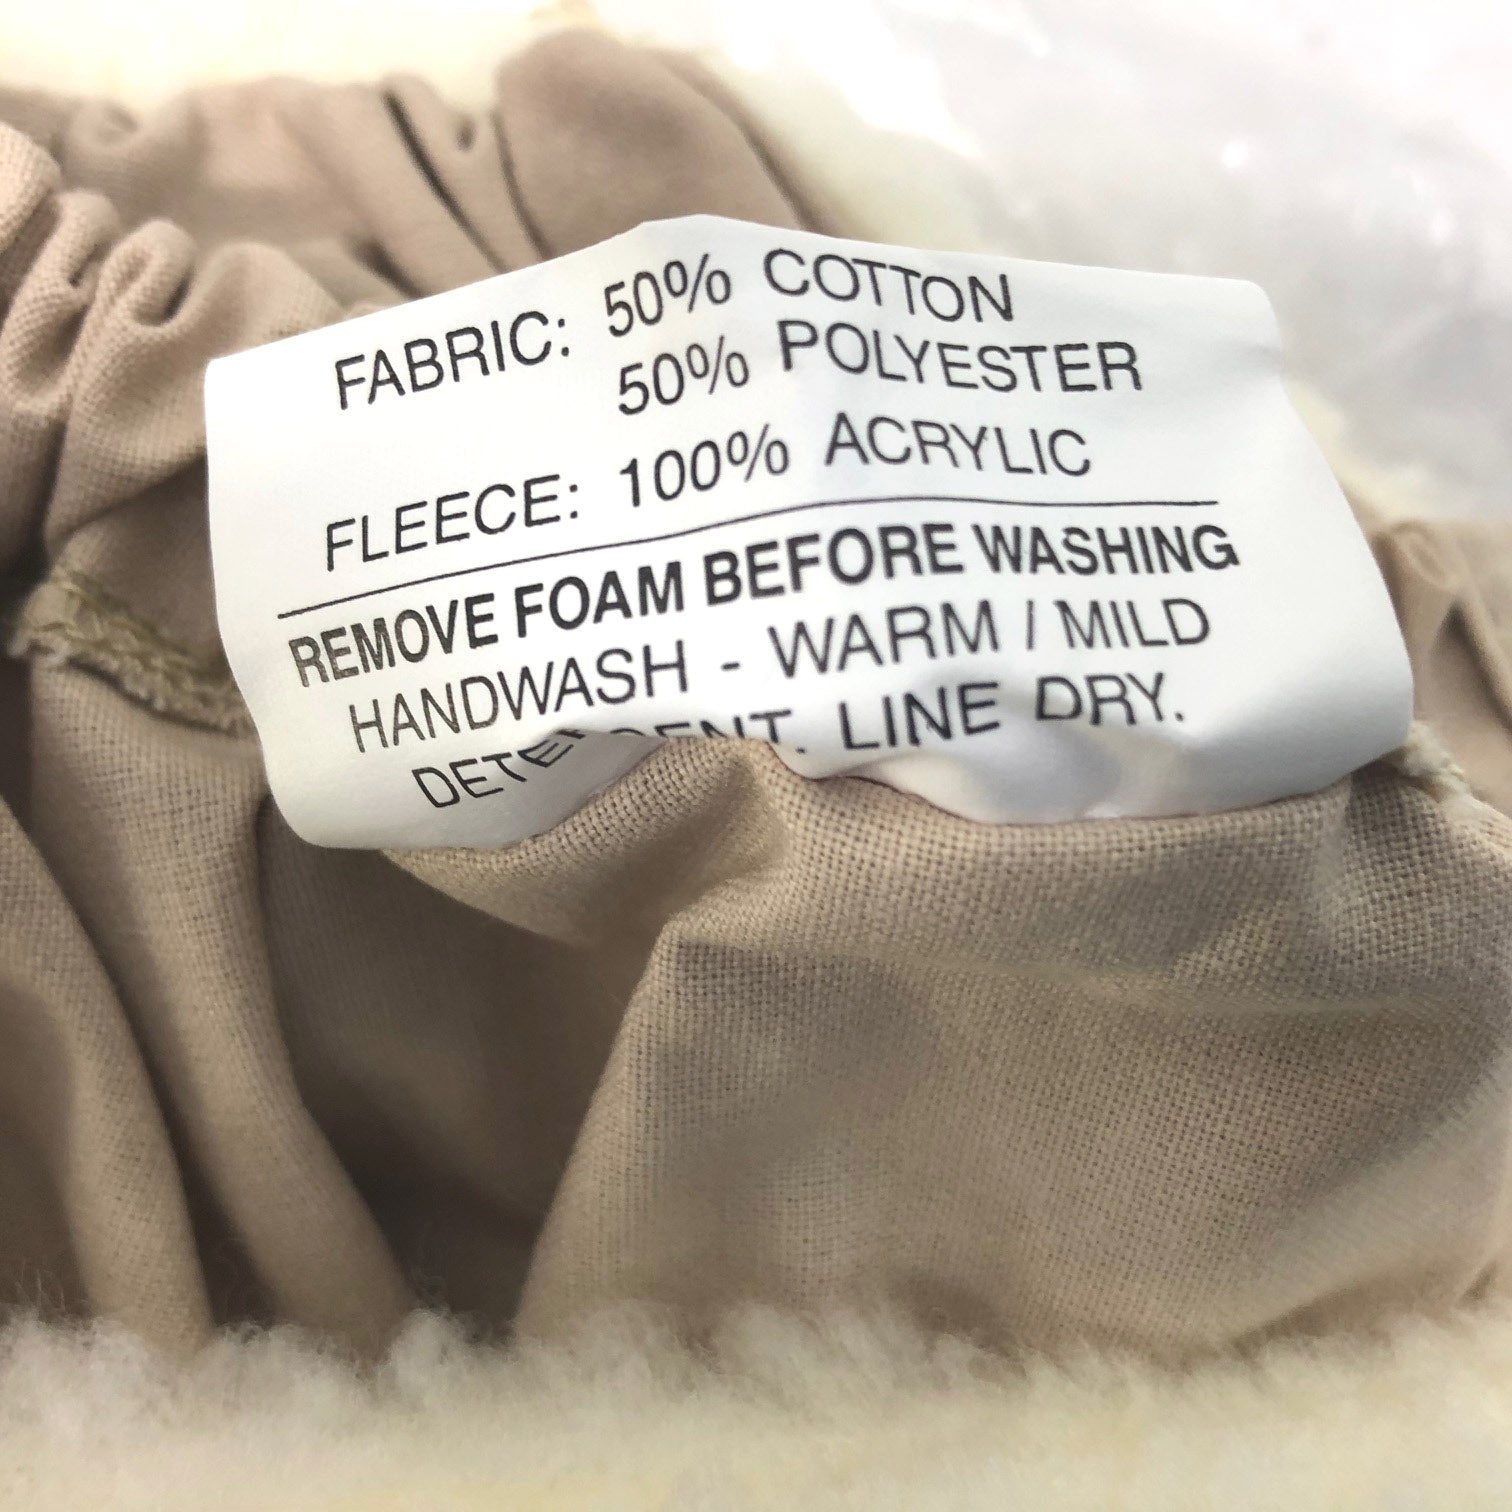 FABRIC: 50% COTTON
50% POLYESTER
FLEECE: 100% ACRYLIC
REMOVE FOAM BEFORE WASHING
HANDWASH - WARM / MILD
LINE DRY.